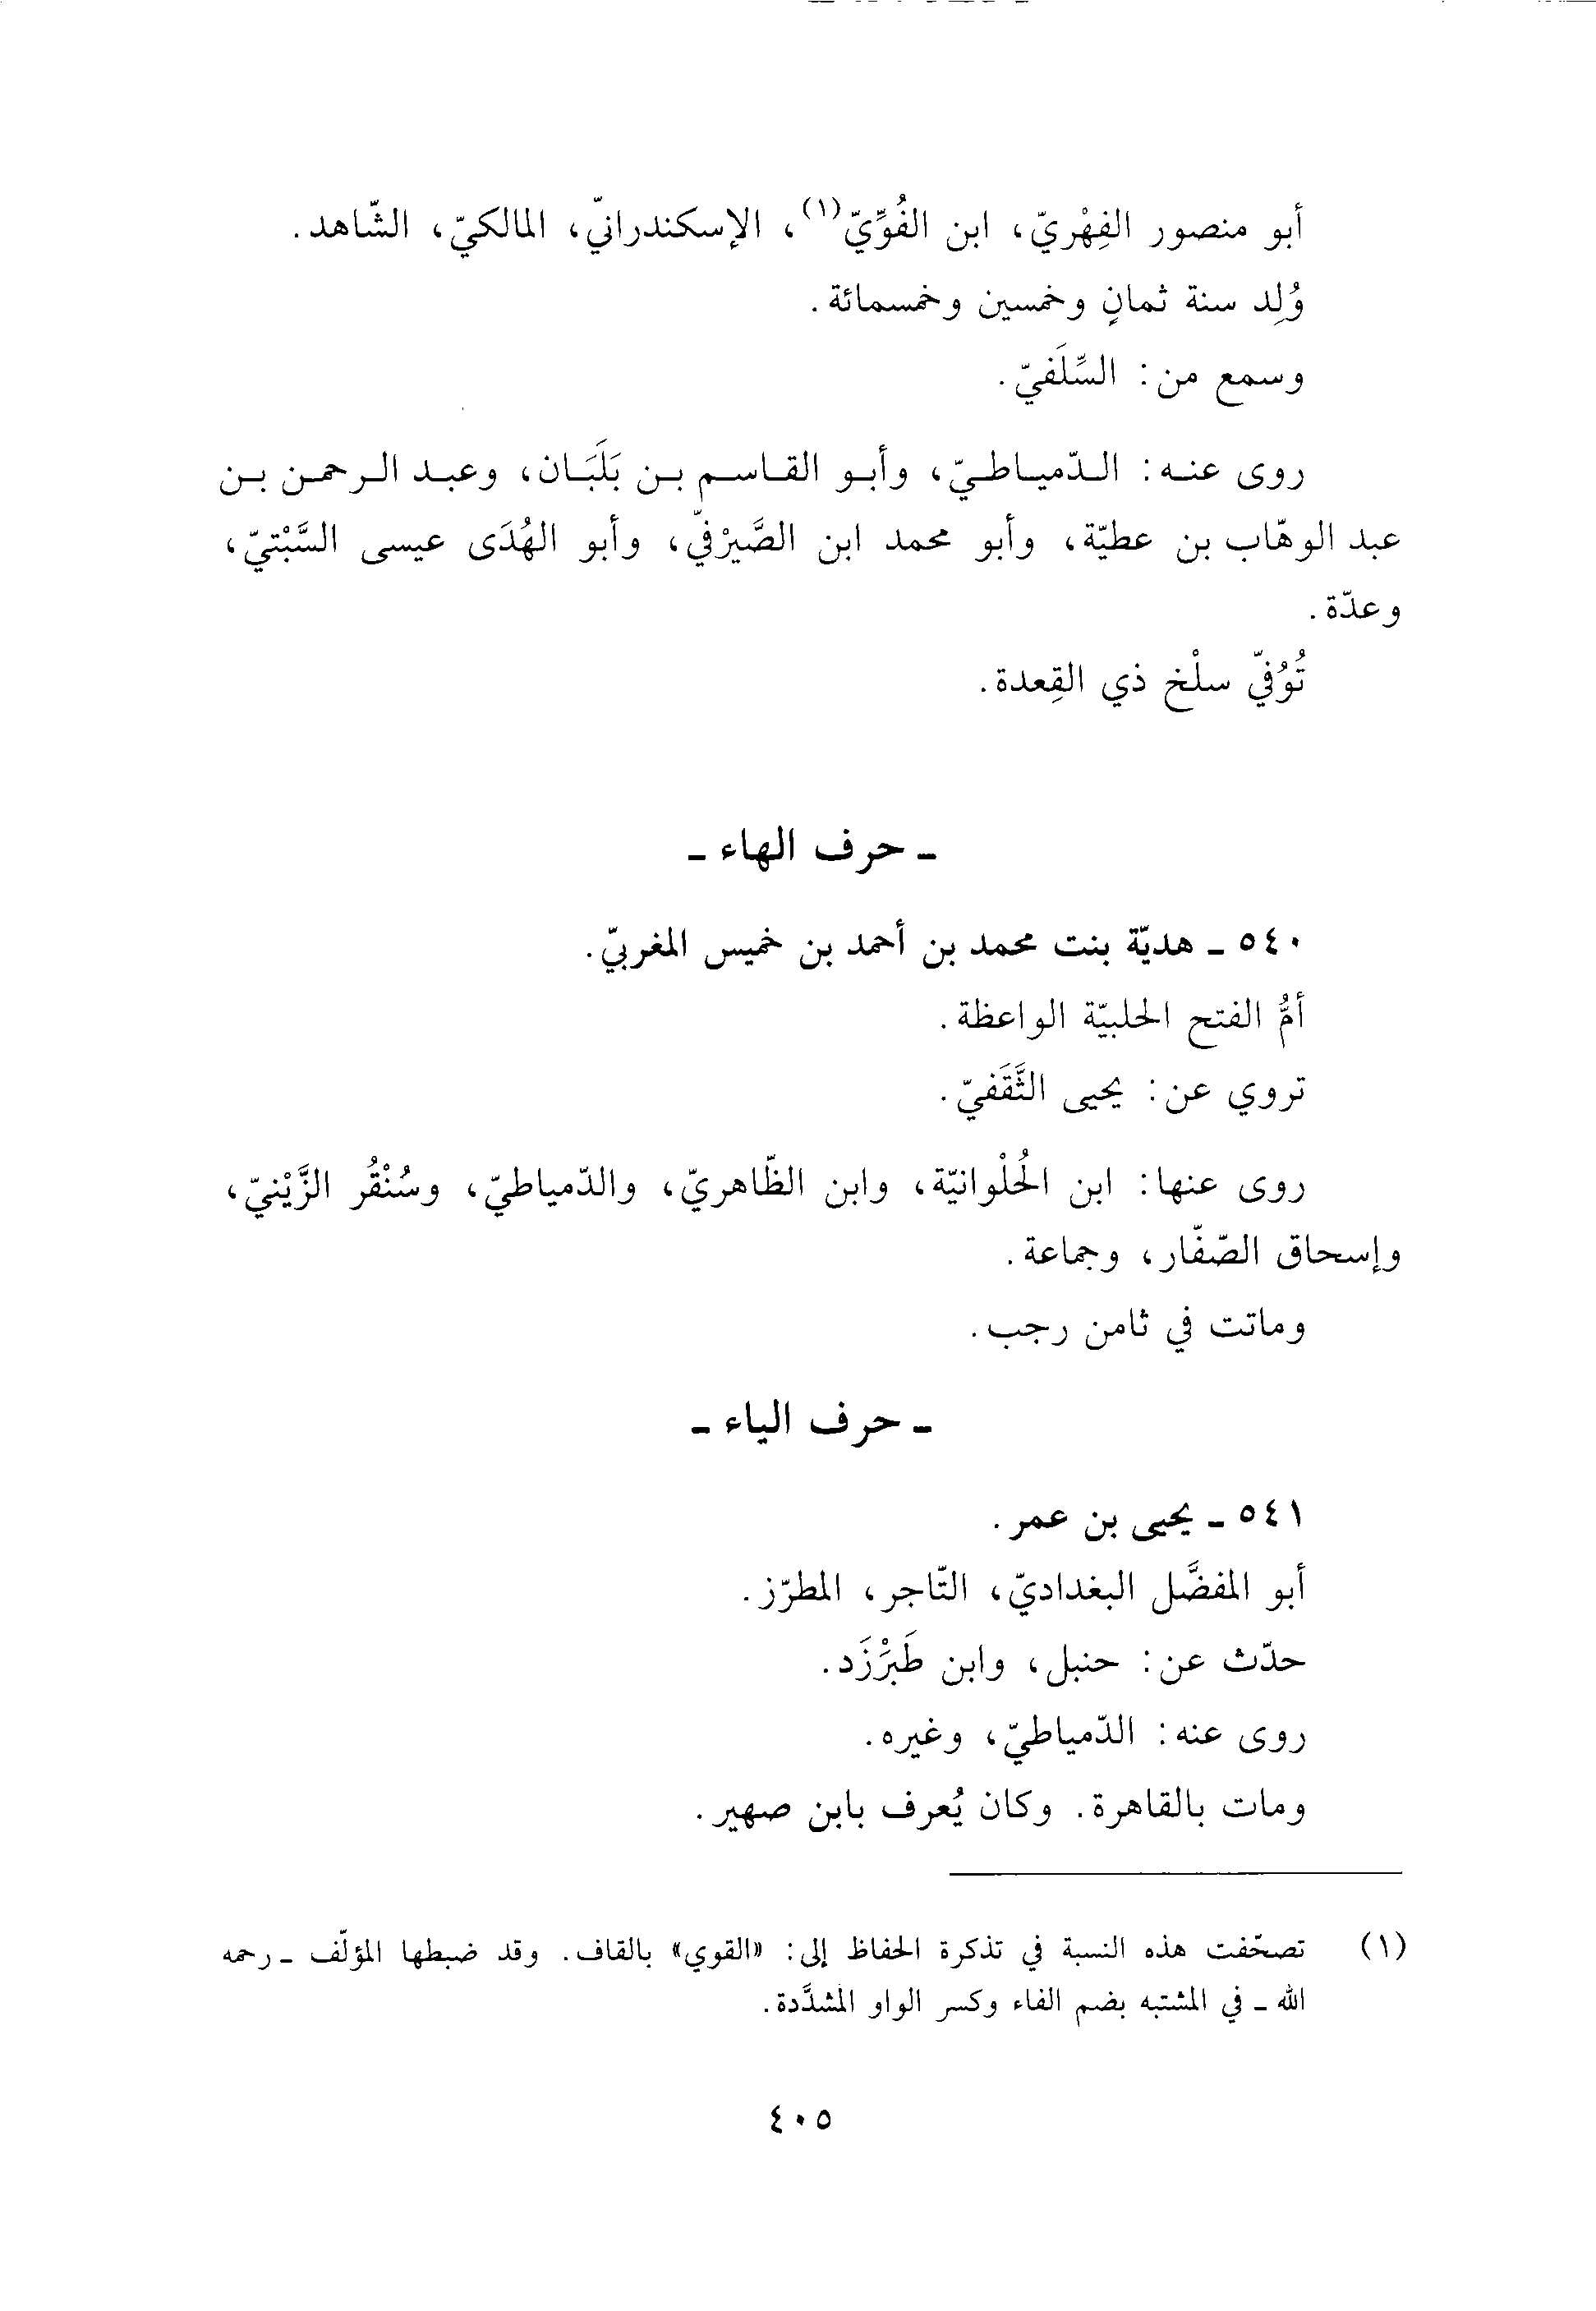 أبو منصور الفِهْريّ، ابن الفُوِّيّ(١)، الإسكندرانيّ، المالكيّ، الشّاهد.
وُلِد سنة ثمانٍ وخمسين وخمسمائة.
وسمع من: السِّلَفيّ.
روى عنه: الدّمياطيّ، وأبو القاسم بن بَلَبَان، وعبد الرحمن بن
عبد الوهّاب بن عطيّة، وأبو محمد ابن الصَّيرْفيّ، وأبو الهُدَى عيسى السَّبْتيّ،
وعدّة.
تُوُفيّ سلْخ ذي القِعدة.
ـ حرف الهاء ـ
٥٤٠ ـ هديّة بنت محمد بن أحمد بن خميس المغربيّ.
أمُّ الفتح الحلبيّة الواعظة.
تروي عن: يحيى الثَّقَفيّ.
روى عنها: ابن الحُلْوانيّة، وابن الظّاهريّ، والدّمياطيّ، وسُنْقُر الزَّيْنيّ،
وإسحاق الصّفّار، وجماعة.
وماتت في ثامن رجب.
ـ حرف الياء ـ
٥٤١ ـ يحيى بن عمر.
أبو المفضَّل البغداديّ، التّاجر، المطرّز.
حدّث عن: حنبل، وابن طَبَرْزَد.
روى عنه: الدّمياطيّ، وغيره.
ومات بالقاهرة. وكان يُعرف بابن صهير.
(١) تصحّفت هذه النسبة في تذكرة الحفاظ إلى: «القوي» بالقاف. وقد ضبطها المؤلّف ـ رحمه
الله ـ في المشتبه بضم الفاء وكسر الواو المشدَّدة.
٤٠٥